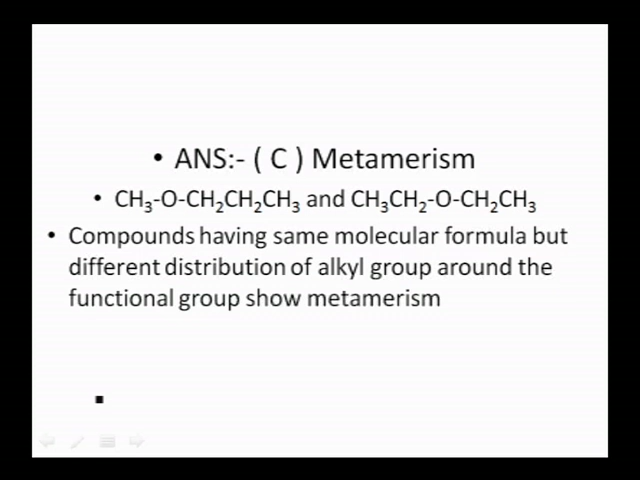 • ANS:- ( C ) Metamerism
• CH₃-O-CH₂CH₂CH₃ and CH₃CH₂-O-CH₂CH₃
• Compounds having same molecular formula but
different distribution of alkyl group around the
functional group show metamerism